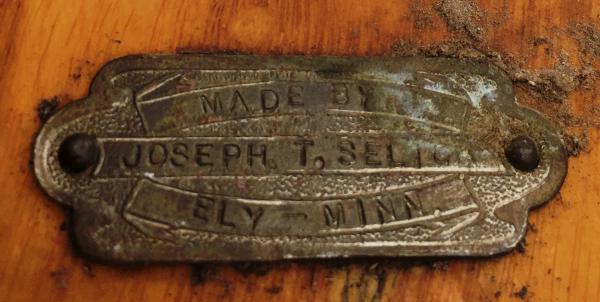 MADE BY
JOSEPH T. 
ELY — MINN.